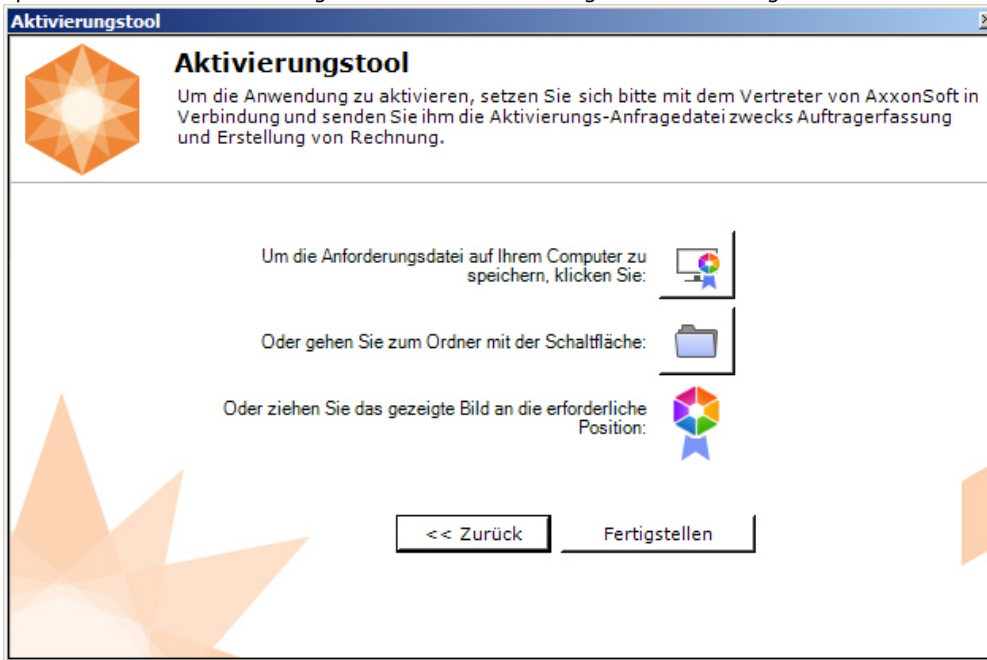 Aktivierungstool
Aktivierungstool
Um die Anwendung zu aktivieren, setzen Sie sich bitte mit dem Vertreter von AxxonSoft in
Verbindung und senden Sie ihm die Aktivierungs-Anfragedatei zwecks Auftragerfassung
und Erstellung von Rechnung.
Um die Anforderungsdatei auf Ihrem Computer zu
speichern, klicken Sie:
Oder gehen Sie zum Ordner mit der Schaltfläche:
Oder ziehen Sie das gezeigte Bild an die erforderliche
Position:
<< Zurück
Fertigstellen